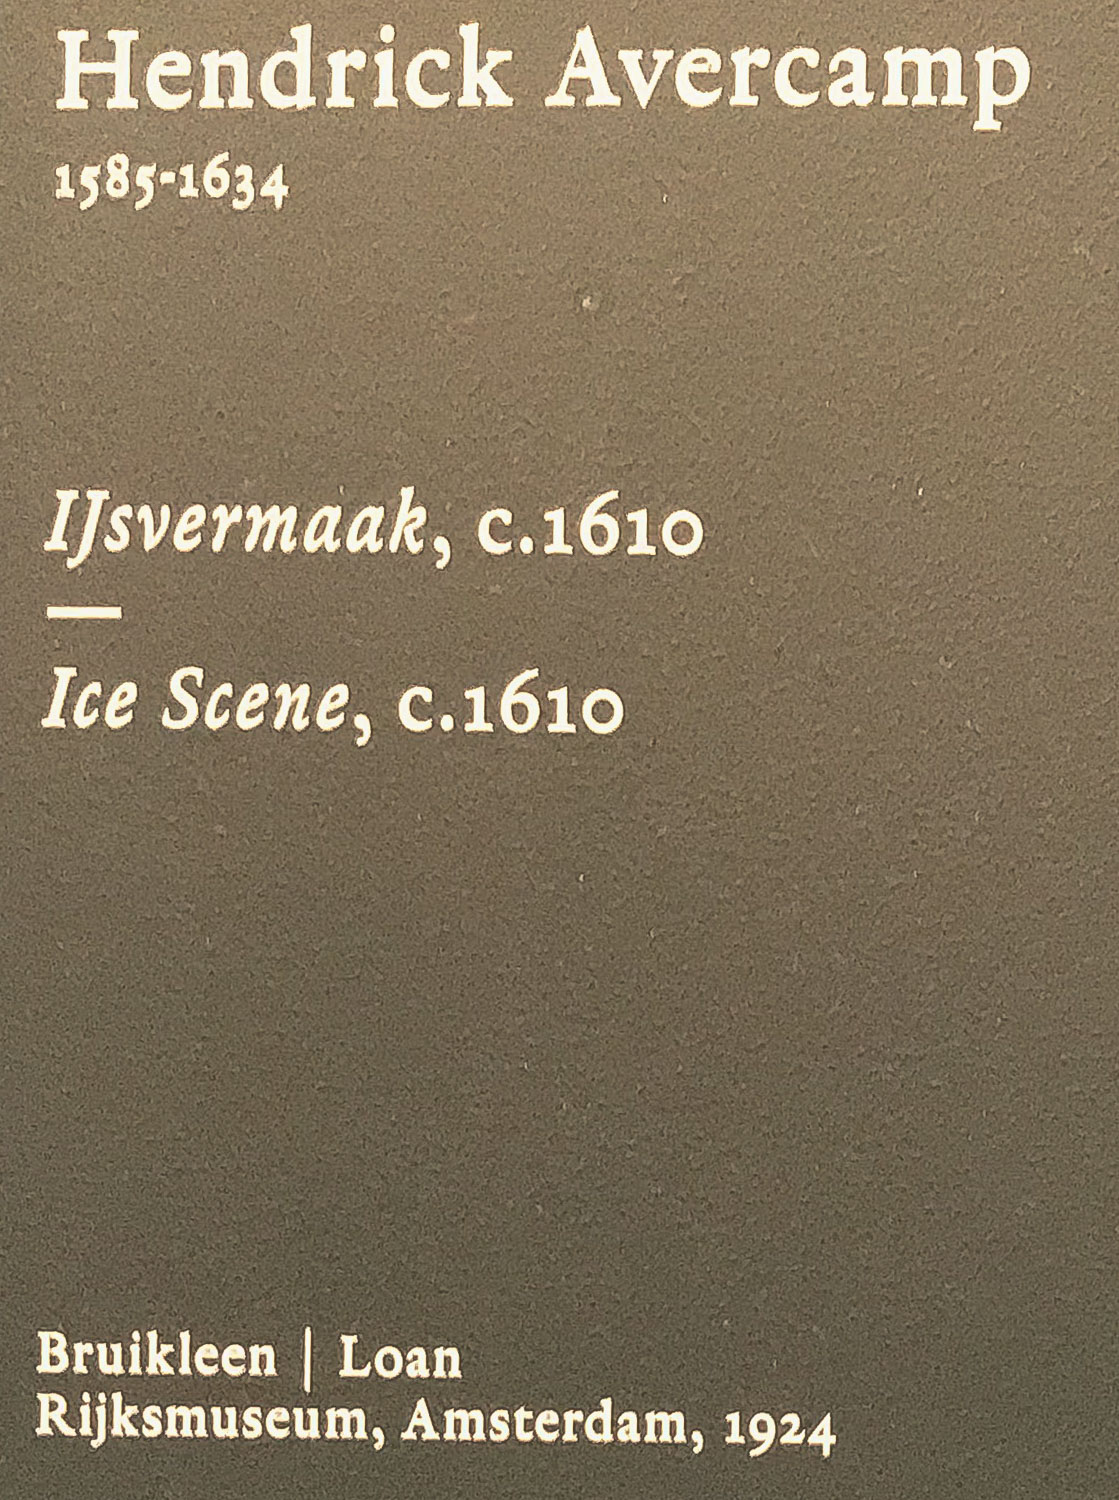 Hendrick Avercamp
1585-1634
IJsvermaak, c.1610
—
Ice Scene, c.1610
Bruikleen | Loan
Rijksmuseum, Amsterdam, 1924